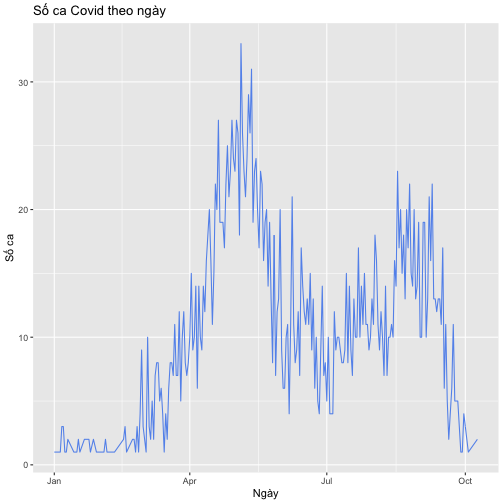 Số ca Covid theo ngày
Số ca
30
20
10
0
Jan
Apr
Jul
Oct
Ngày